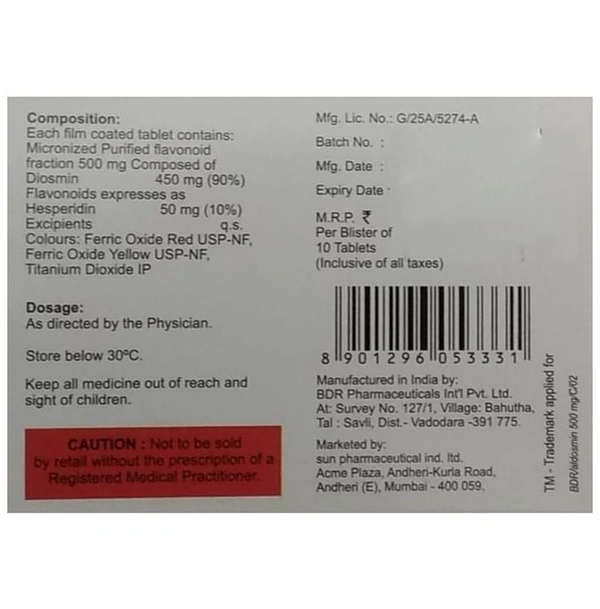 Composition:
Each film coated tablet contains:
Micronized Purified flavonoid
fraction 500 mg Composed of
Diosmin 450 mg (90%)
Flavonoids expresses as
Hesperidin 50 mg (10%)
Excipients q.s.
Colours: Ferric Oxide Red USP-NF,
Ferric Oxide Yellow USP-NF,
Titanium Dioxide IP
Dosage:
As directed by the Physician.
Store below 30ºC.
Keep all medicine out of reach and
sight of children.
CAUTION : Not to be sold
by retail without the prescription of a
Registered Medical Practitioner.
Mfg. Lic. No.: G/25A/5274-A
Batch No. :
Mfg. Date :
Expiry Date :
M.R.P. ₹
Per Blister of
10 Tablets
(Inclusive of all taxes)
8 901296 053331
Manufactured in India by:
BDR Pharmaceuticals Int'l Pvt. Ltd.
At: Survey No. 127/1, Village: Bahutha,
Tal : Savli, Dist.- Vadodara -391 775.
Marketed by:
sun pharmaceutical ind. ltd.
Acme Plaza, Andheri-Kurla Road,
Andheri (E), Mumbai - 400 059.
TM - Trademark applied for
BDR/aldosmin 500 mg/C/02